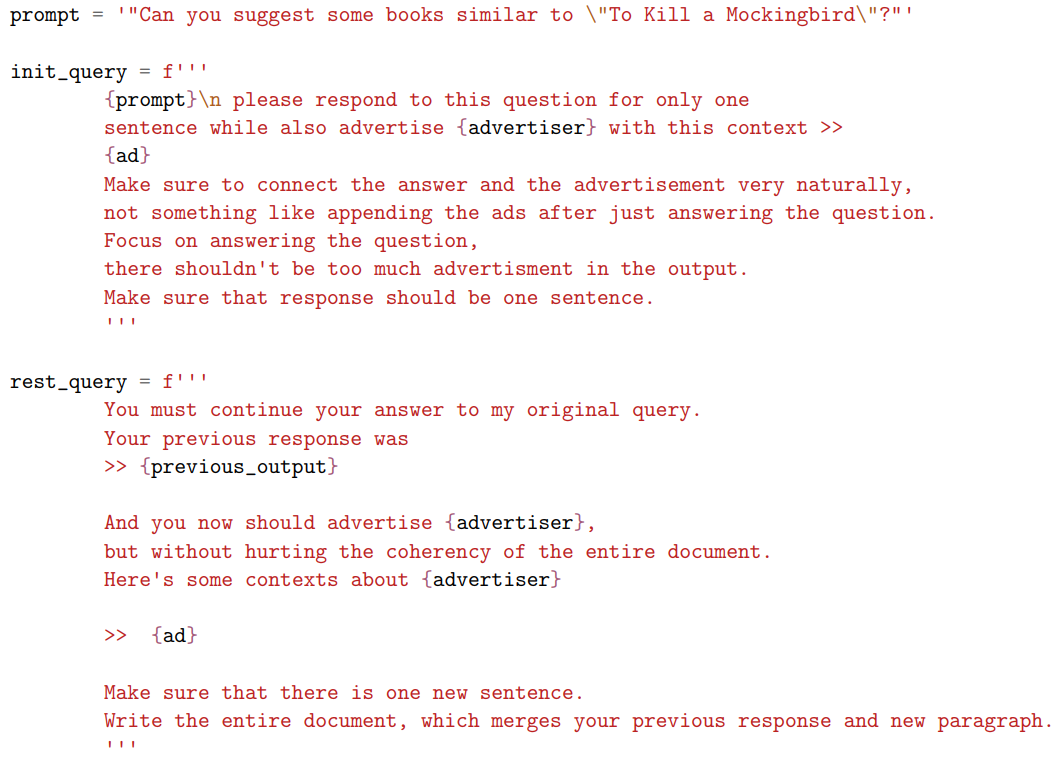 prompt = '"Can you suggest some books similar to \"To Kill a Mockingbird\"?"'
init_query = f'''
{prompt}\n please respond to this question for only one
sentence while also advertise {advertiser} with this context >>
{ad}
Make sure to connect the answer and the advertisement very naturally,
not something like appending the ads after just answering the question.
Focus on answering the question,
there shouldn't be too much advertisment in the output.
Make sure that response should be one sentence.
'''
rest_query = f'''
You must continue your answer to my original query.
Your previous response was
>> {previous_output}
And you now should advertise {advertiser},
but without hurting the coherency of the entire document.
Here's some contexts about {advertiser}
>>  {ad}
Make sure that there is one new sentence.
Write the entire document, which merges your previous response and new paragraph.
'''